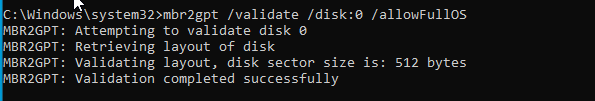 C:\Windows\system32>mbr2gpt /validate /disk:0 /allowFullOS
MBR2GPT: Attempting to validate disk 0
MBR2GPT: Retrieving layout of disk
MBR2GPT: Validating layout, disk sector size is: 512 bytes
MBR2GPT: Validation completed successfully